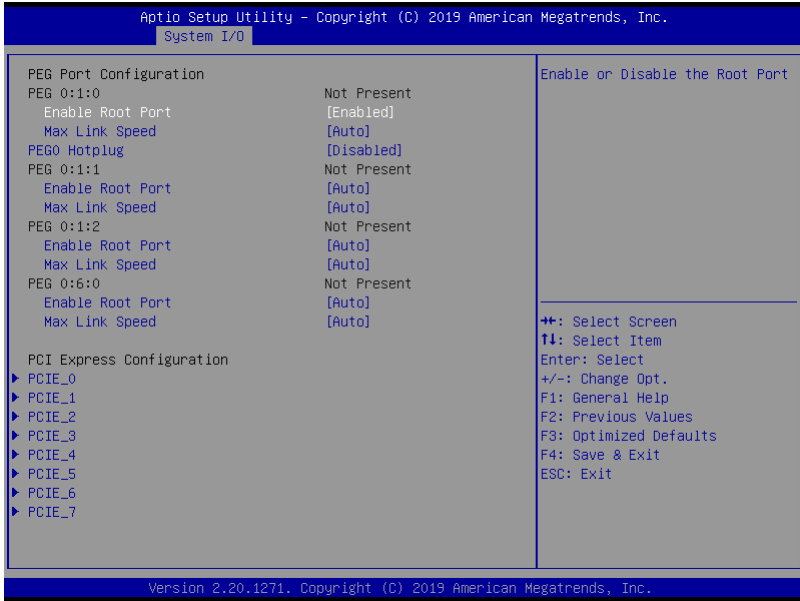 Aptio Setup Utility – Copyright (C) 2019 American Megatrends, Inc.
System I/O
PEG Port Configuration
PEG 0:1:0 Not Present
Enable Root Port [Enabled]
Max Link Speed [Auto]
PEG0 Hotplug [Disabled]
PEG 0:1:1 Not Present
Enable Root Port [Auto]
Max Link Speed [Auto]
PEG 0:1:2 Not Present
Enable Root Port [Auto]
Max Link Speed [Auto]
PEG 0:6:0 Not Present
Enable Root Port [Auto]
Max Link Speed [Auto]
PCI Express Configuration
PCIE_0
PCIE_1
PCIE_2
PCIE_3
PCIE_4
PCIE_5
PCIE_6
PCIE_7
Enable or Disable the Root Port
→←: Select Screen
↑↓: Select Item
Enter: Select
+/-: Change Opt.
F1: General Help
F2: Previous Values
F3: Optimized Defaults
F4: Save & Exit
ESC: Exit
Version 2.20.1271. Copyright (C) 2019 American Megatrends, Inc.